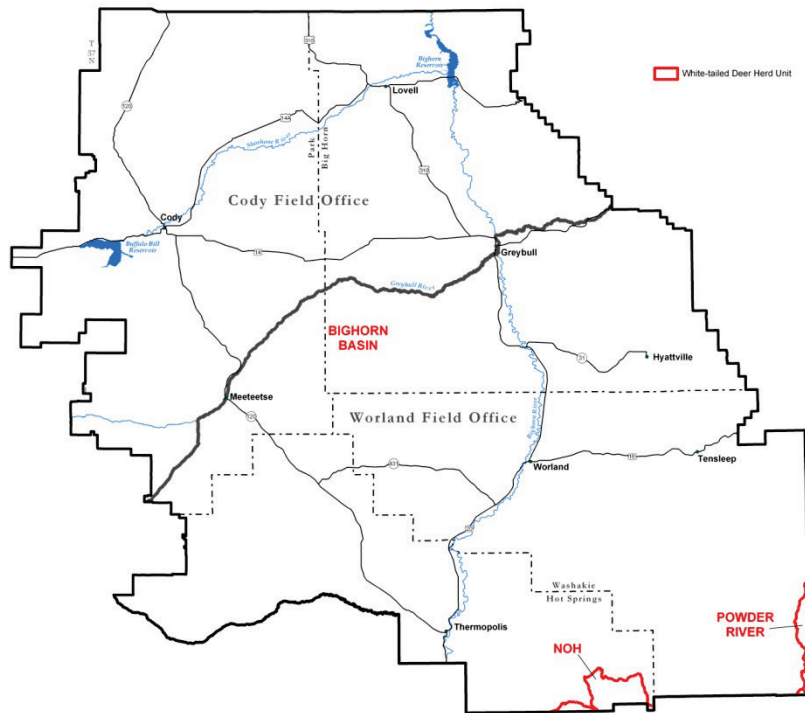 T
57
N
310
Bighorn
Reservoir
White-tailed Deer Herd Unit
120
Lovell
14A
Shoshone River
Park
Big Horn
310
Cody Field Office
Cody
Buffalo Bill
Reservoir
14
Greybull
Greybull River
BIGHORN
BASIN
31
Hyattville
Meeteetse
120
Worland Field Office
Bighorn River
431
Worland
16
Tensleep
Washakie
Hot Springs
Thermopolis
POWDER
RIVER
NOH